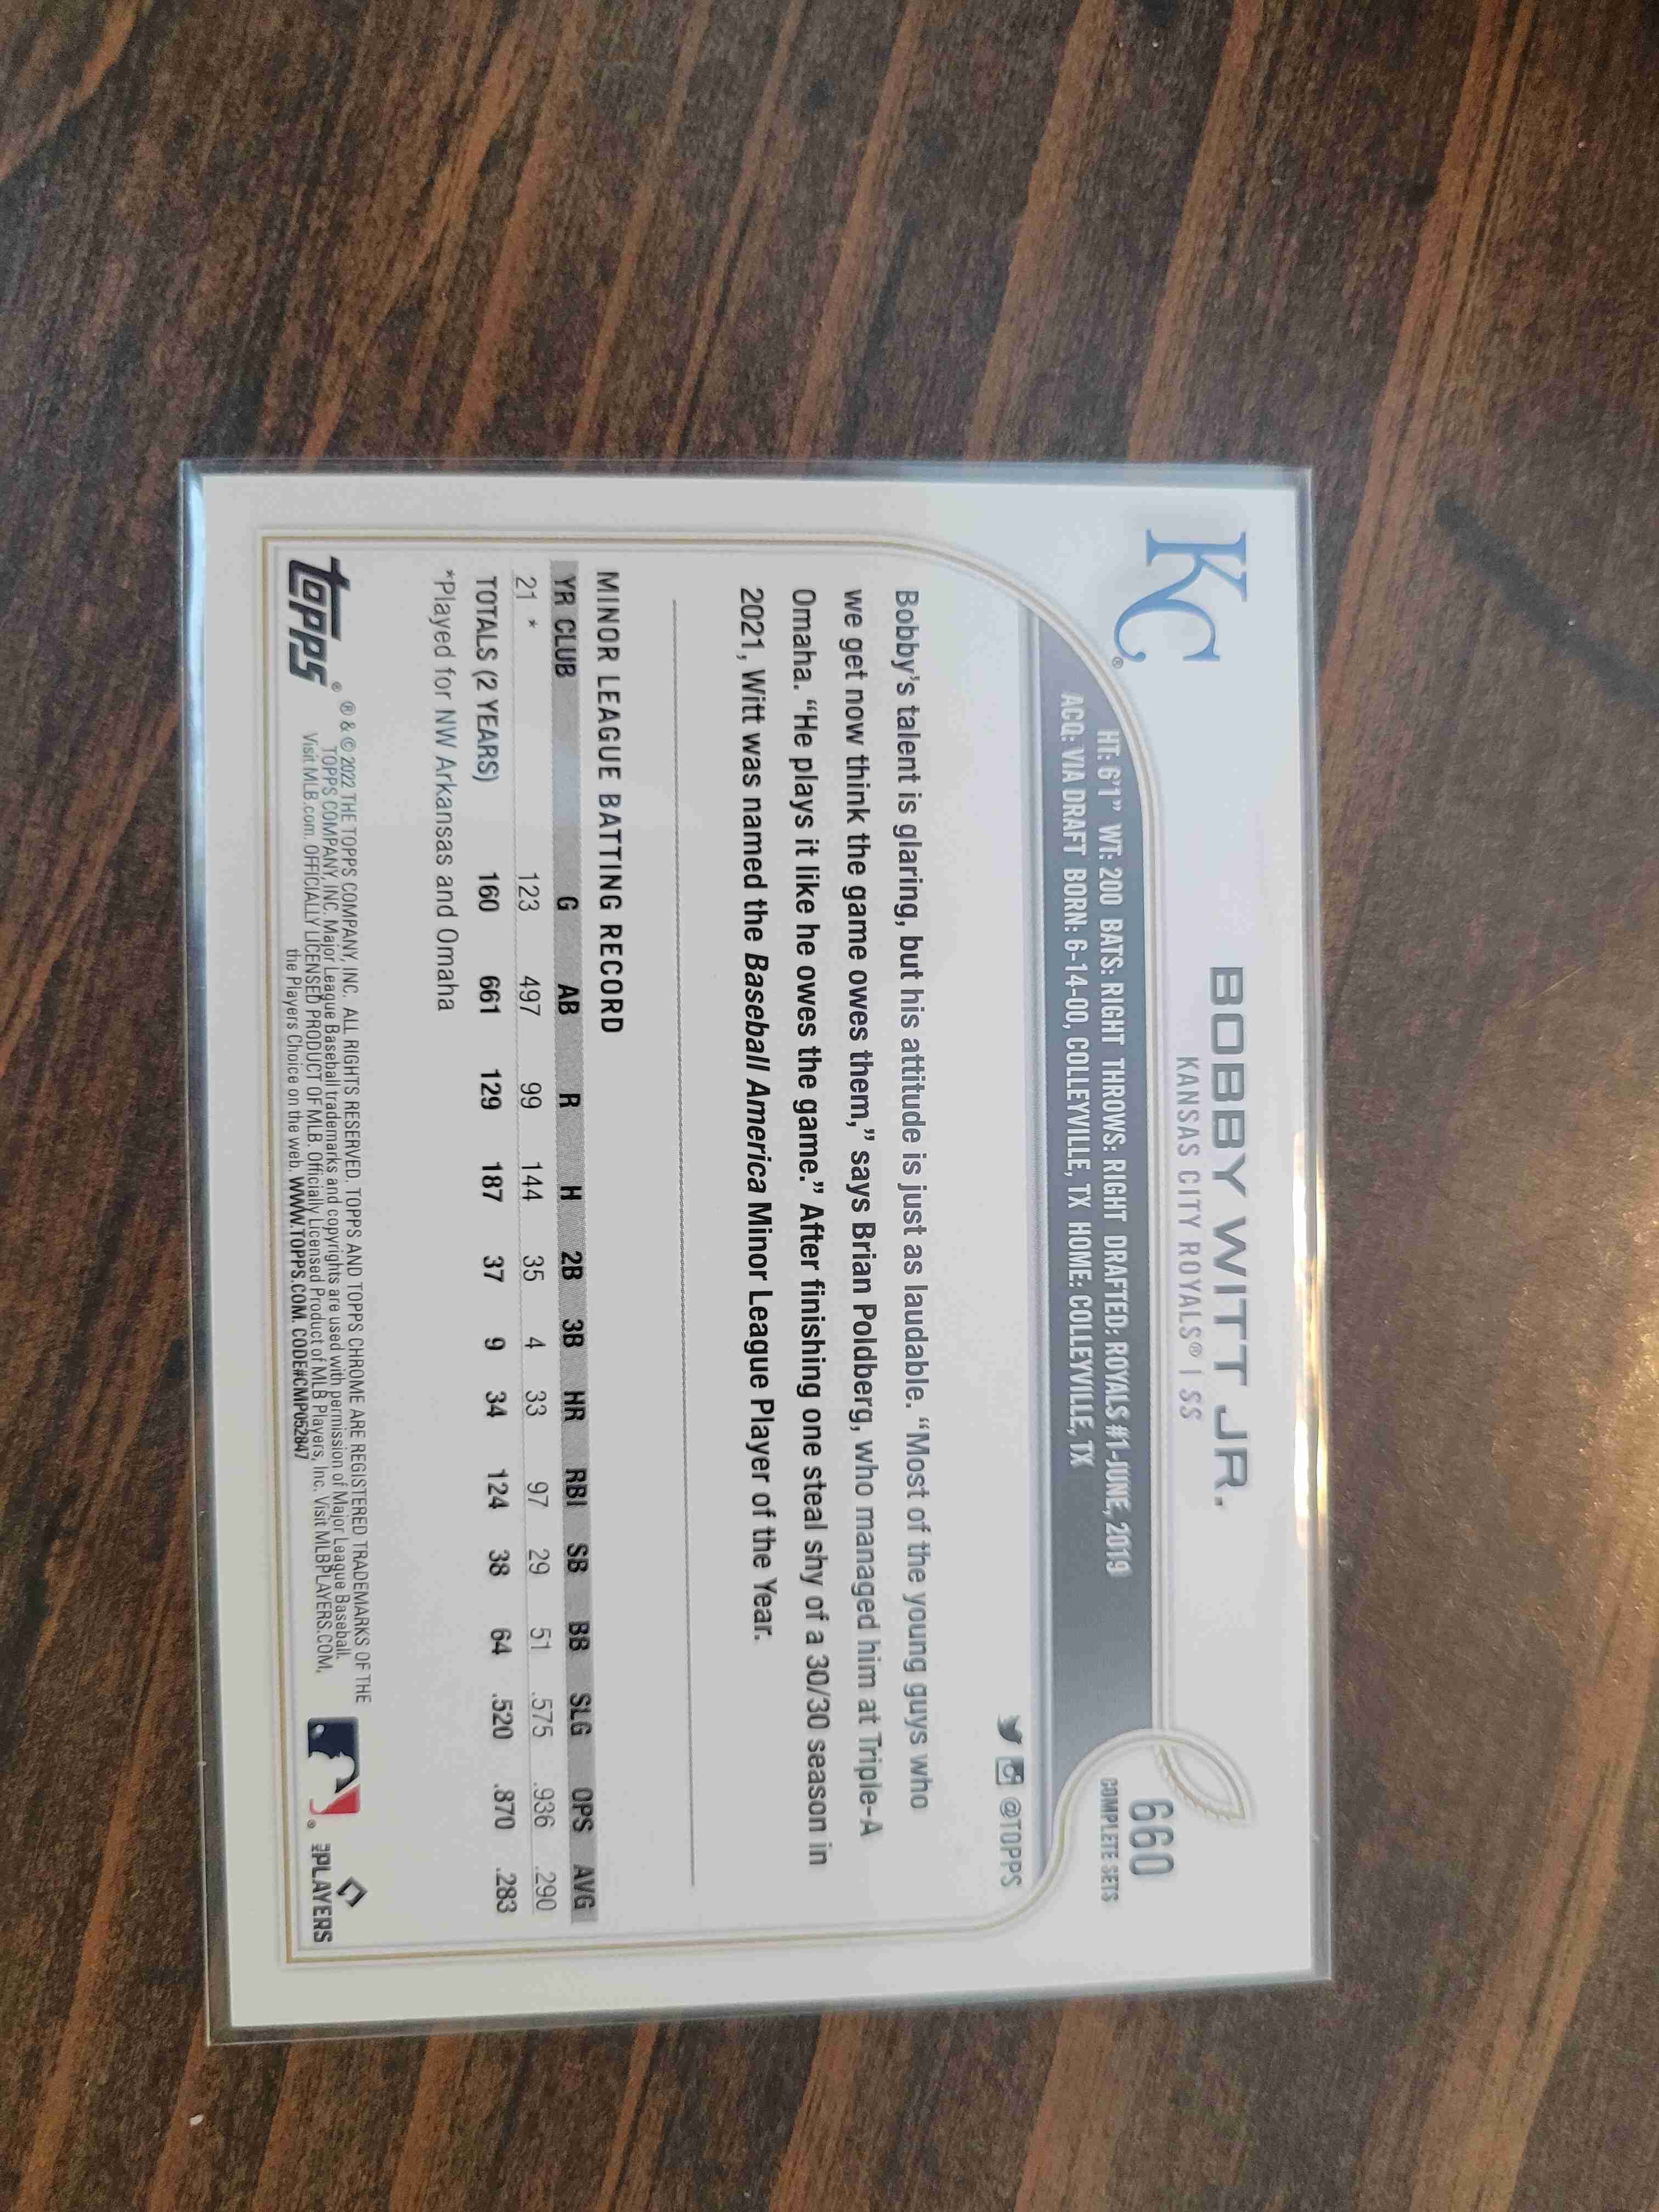 KC®
BOBBY WITT JR.
KANSAS CITY ROYALS® | SS
660
COMPLETE SETS
HT: 6'1" WT: 200 BATS: RIGHT THROWS: RIGHT DRAFTED: ROYALS #1-JUNE, 2019
ACQ: VIA DRAFT BORN: 6-14-00, COLLEYVILLE, TX HOME: COLLEYVILLE, TX
@TOPPS
Bobby's talent is glaring, but his attitude is just as laudable. “Most of the young guys who
we get now think the game owes them,” says Brian Poldberg, who managed him at Triple-A
Omaha. “He plays it like he owes the game.” After finishing one steal shy of a 30/30 season in
2021, Witt was named the Baseball America Minor League Player of the Year.
MINOR LEAGUE BATTING RECORD
YR CLUB G AB R H 2B 3B HR RBI SB BB SLG OPS AVG
21 * 123 497 99 144 35 4 33 97 29 51 .575 .936 .290
TOTALS (2 YEARS) 160 661 129 187 37 9 34 124 38 64 .520 .870 .283
*Played for NW Arkansas and Omaha
topps®
® & © 2022 THE TOPPS COMPANY, INC. ALL RIGHTS RESERVED. TOPPS AND TOPPS CHROME ARE REGISTERED TRADEMARKS OF THE
TOPPS COMPANY, INC. Major League Baseball trademarks and copyrights are used with permission of Major League Baseball.
Visit MLB.com. OFFICIALLY LICENSED PRODUCT OF MLB. Officially Licensed Product of MLB Players, Inc. Visit MLBPLAYERS.COM,
the Players Choice on the web. WWW.TOPPS.COM. CODE#CMP052847
®
THE PLAYERS